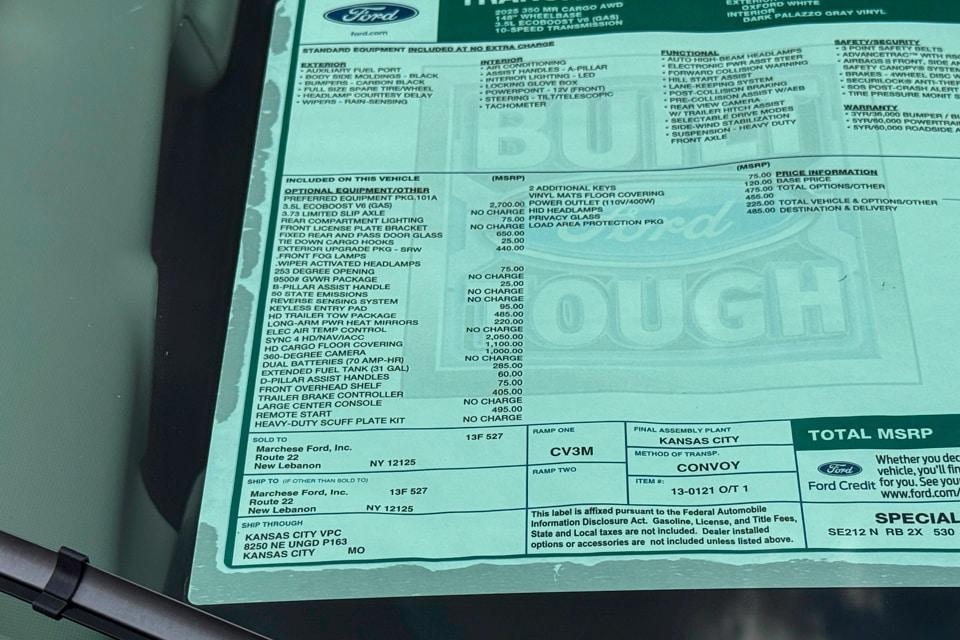 Ford
ford.com
2025 350 MR CARGO AWD
148" WHEELBASE
3.5L ECOBOOST V6 (GAS)
10-SPEED TRANSMISSION
OXFORD WHITE
INTERIOR
DARK PALAZZO GRAY VINYL
STANDARD EQUIPMENT INCLUDED AT NO EXTRA CHARGE
EXTERIOR
• AUXILIARY FUEL PORT
• BODY SIDE MOLDINGS - BLACK
• BUMPERS - CARBON BLACK
• FULL SIZE SPARE TIRE/WHEEL
• HEADLAMP COURTESY DELAY
• WIPERS - RAIN-SENSING
INTERIOR
• AIR CONDITIONING
• ASSIST HANDLES - A-PILLAR
• INTERIOR LIGHTING - LED
• LOCKING GLOVE BOX
• POWERPOINT - 12V (FRONT)
• STEERING - TILT/TELESCOPIC
• TACHOMETER
FUNCTIONAL
• AUTO HIGH-BEAM HEADLAMPS
• ELECTRONIC PWR ASST STEER
• FORWARD COLLISION WARNING
• HILL START ASSIST
• LANE-KEEPING SYSTEM
• POST-COLLISION BRAKING
• PRE-COLLISION ASSIST W/AEB
• REAR VIEW CAMERA
W/ TRAILER HITCH ASSIST
• SELECTABLE DRIVE MODES
• SIDE-WIND STABILIZATION
• SUSPENSION - HEAVY DUTY
FRONT AXLE
SAFETY/SECURITY
• 3 POINT SAFETY BELTS
• ADVANCETRAC™ WITH
• AIRBAGS FRONT, SIDE
SAFETY CANOPY® SYSTEM
• BRAKES - 4WHEEL DISC
• SECURILOCK® ANTI-THE
• SOS POST-CRASH ALERT
• TIRE PRESSURE MONIT S
WARRANTY
• 3YR/36,000 BUMPER / BU
• 5YR/60,000 POWERTRAI
• 5YR/60,000 ROADSIDE A
BUILT
Ford
TOUGH
INCLUDED ON THIS VEHICLE
(MSRP)
(MSRP)
OPTIONAL EQUIPMENT/OTHER
PREFERRED EQUIPMENT PKG.101A
3.5L ECOBOOST V6 (GAS) 2,700.00
3.73 LIMITED SLIP AXLE NO CHARGE
REAR COMPARTMENT LIGHTING 75.00
FRONT LICENSE PLATE BRACKET NO CHARGE
FIXED REAR AND PASS DOOR GLASS 650.00
TIE DOWN CARGO HOOKS 25.00
EXTERIOR UPGRADE PKG - SRW 440.00
.FRONT FOG LAMPS
.WIPER ACTIVATED HEADLAMPS
253 DEGREE OPENING 75.00
9500# GVWR PACKAGE NO CHARGE
B-PILLAR ASSIST HANDLE 25.00
50 STATE EMISSIONS NO CHARGE
REVERSE SENSING SYSTEM NO CHARGE
KEYLESS ENTRY PAD 95.00
HD TRAILER TOW PACKAGE 485.00
LONG-ARM PWR HEAT MIRRORS 220.00
ELEC AIR TEMP CONTROL NO CHARGE
SYNC 4 HD/NAV/IACC 2,050.00
HD CARGO FLOOR COVERING 1,100.00
360-DEGREE CAMERA 1,000.00
DUAL BATTERIES (70 AMP-HR) NO CHARGE
EXTENDED FUEL TANK (31 GAL) 285.00
D-PILLAR ASSIST HANDLES 60.00
FRONT OVERHEAD SHELF 75.00
TRAILER BRAKE CONTROLLER 405.00
LARGE CENTER CONSOLE NO CHARGE
REMOTE START 495.00
HEAVY-DUTY SCUFF PLATE KIT NO CHARGE
2 ADDITIONAL KEYS 75.00
VINYL MATS FLOOR COVERING 120.00
POWER OUTLET (110V/400W) 475.00
HID HEADLAMPS 455.00
PRIVACY GLASS 225.00
LOAD AREA PROTECTION PKG 485.00
PRICE INFORMATION
BASE PRICE
TOTAL OPTIONS/OTHER
TOTAL VEHICLE & OPTIONS/OTHER
DESTINATION & DELIVERY
SOLD TO
13F 527
Marchese Ford, Inc.
Route 22
New Lebanon NY 12125
SHIP TO (IF OTHER THAN SOLD TO)
Marchese Ford, Inc. 13F 527
Route 22
New Lebanon NY 12125
SHIP THROUGH
KANSAS CITY VPC
8250 NE UNGD P163
KANSAS CITY MO
RAMP ONE
CV3M
RAMP TWO
FINAL ASSEMBLY PLANT
KANSAS CITY
METHOD OF TRANSP.
CONVOY
ITEM #:
13-0121 O/T 1
This label is affixed pursuant to the Federal Automobile
Information Disclosure Act. Gasoline, License, and Title Fees,
State and Local taxes are not included. Dealer installed
options or accessories are not included unless listed above.
TOTAL MSRP
Ford
Ford Credit
Whether you dec
vehicle, you'll fin
for you. See your
www.ford.com/
SPECIAL
SE212 N RB 2X 530